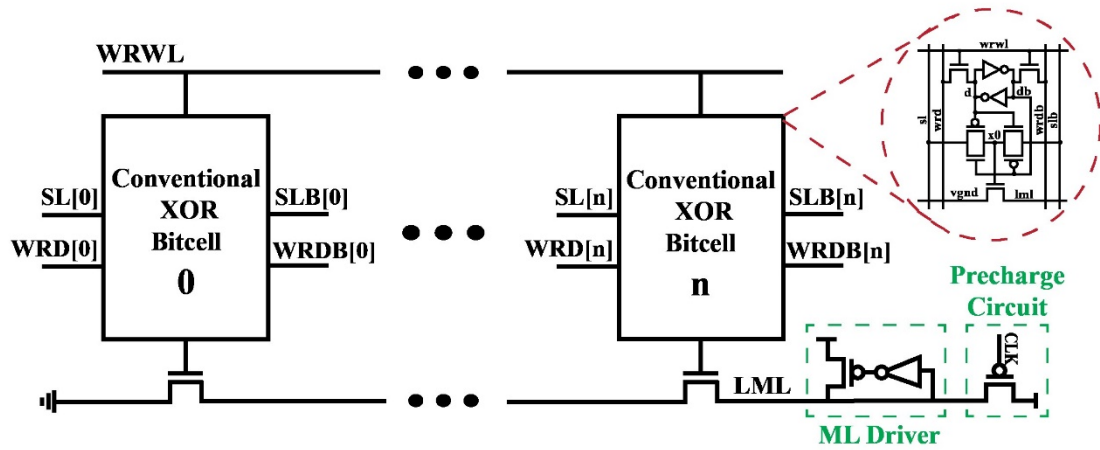 WRWL
Conventional
XOR
Bitcell
0
SL[0]
WRD[0]
SLB[0]
WRDB[0]
Conventional
XOR
Bitcell
n
SL[n]
WRD[n]
SLB[n]
WRDB[n]
wrwl
d
db
sl
wrd
wrdb
slb
x0
vgnd
lml
Precharge
Circuit
CLK
LML
ML Driver